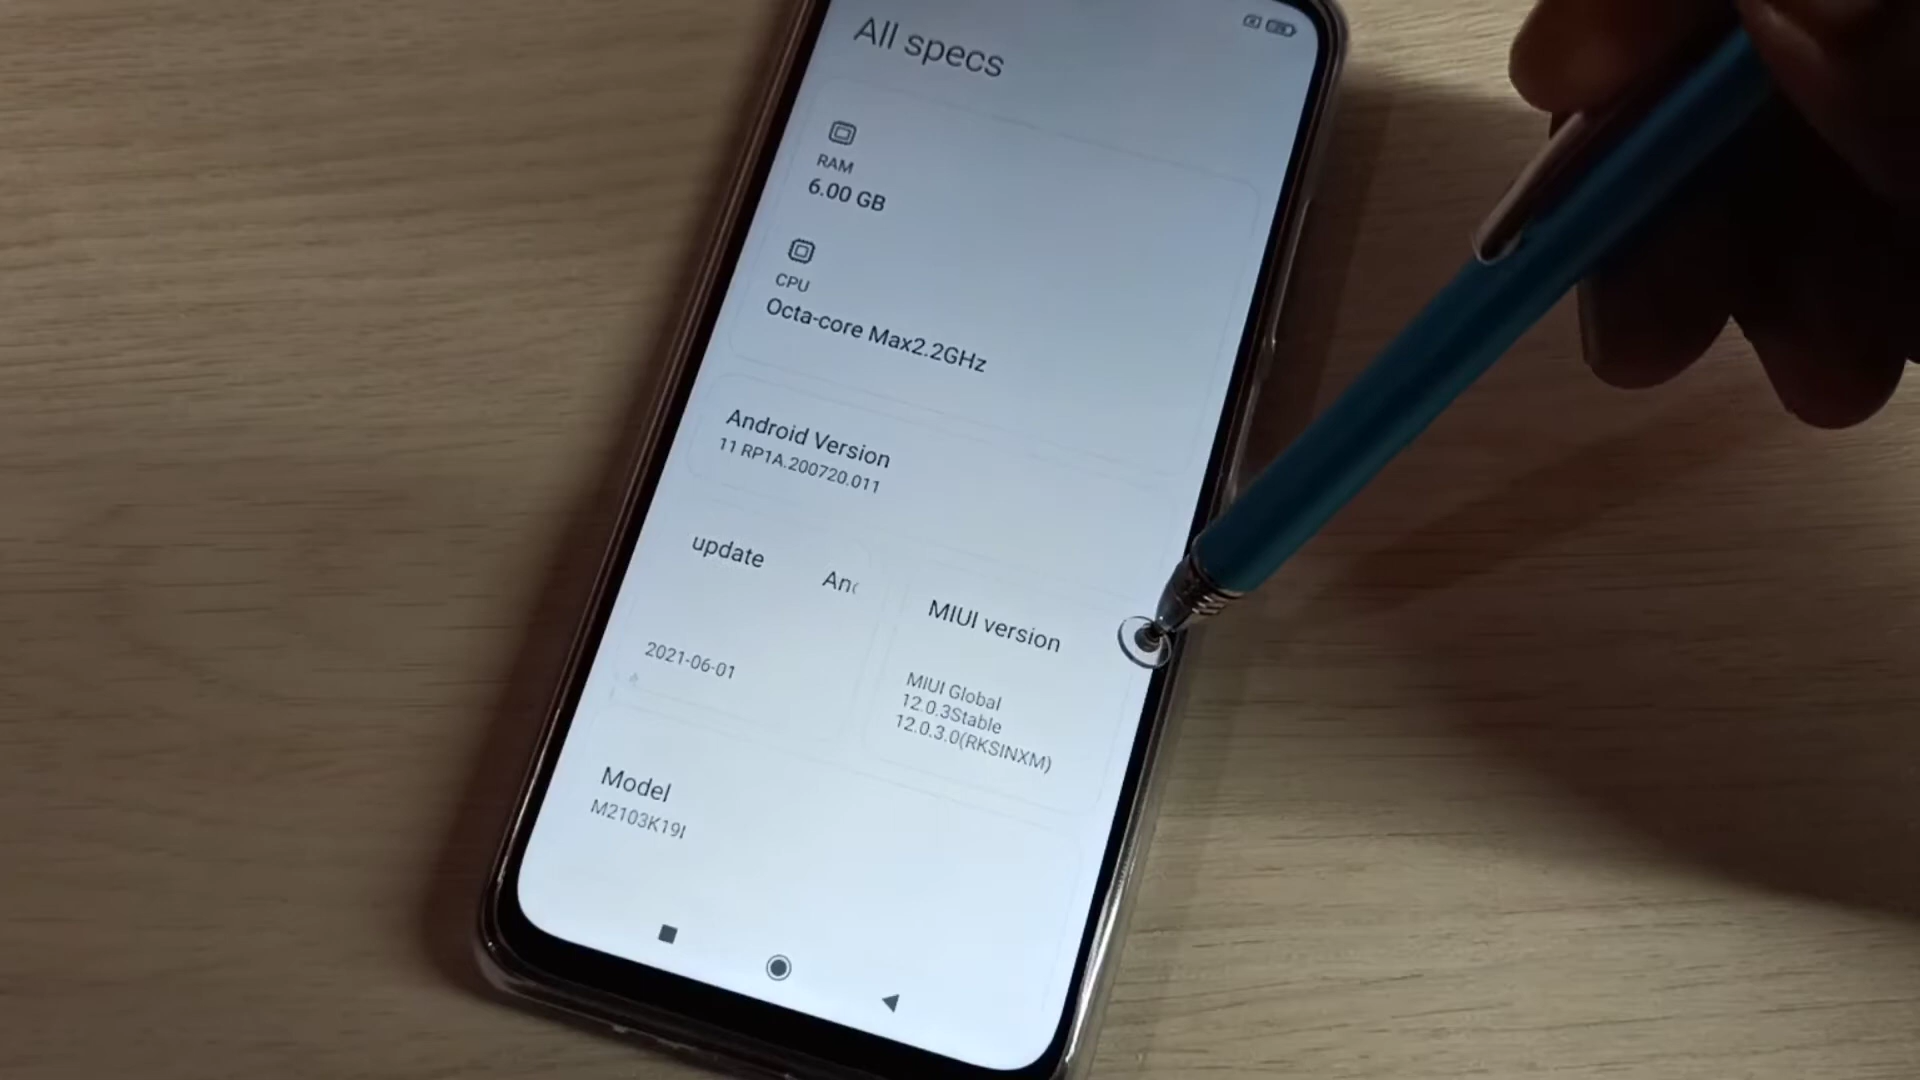 All specs
RAM
6.00 GB
CPU
Octa-core Max2.2GHz
Android Version
11 RP1A.200720.011
update
And
2021-06-01
MIUI version
MIUI Global
12.0.3Stable
12.0.3.0(RKSINXM)
Model
M2103K19I